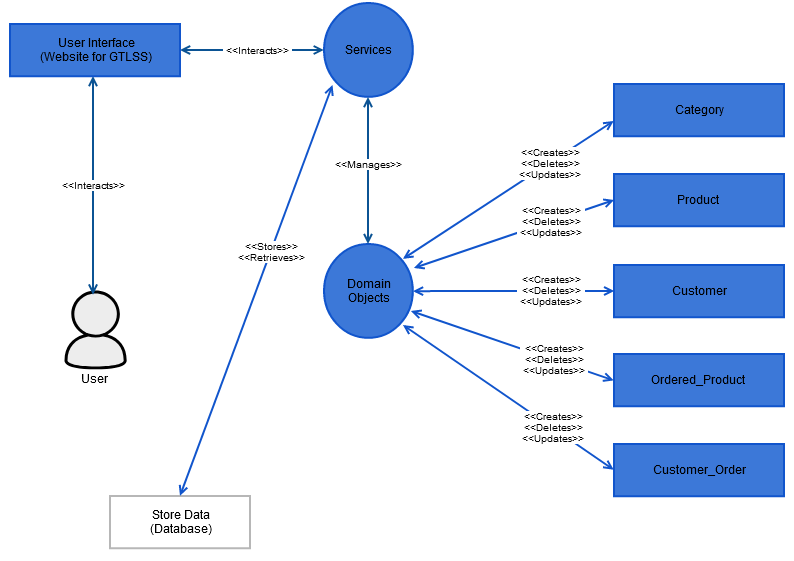 User Interface
(Website for GTLSS)
<<Interacts>>
Services
Category
<<Creates>>
<<Deletes>>
<<Updates>>
<<Manages>>
<<Interacts>>
Product
<<Creates>>
<<Deletes>>
<<Updates>>
<<Stores>>
<<Retrieves>>
Domain
Objects
<<Creates>>
<<Deletes>>
<<Updates>>
Customer
<<Creates>>
<<Deletes>>
<<Updates>>
Ordered_Product
User
<<Creates>>
<<Deletes>>
<<Updates>>
Customer_Order
Store Data
(Database)